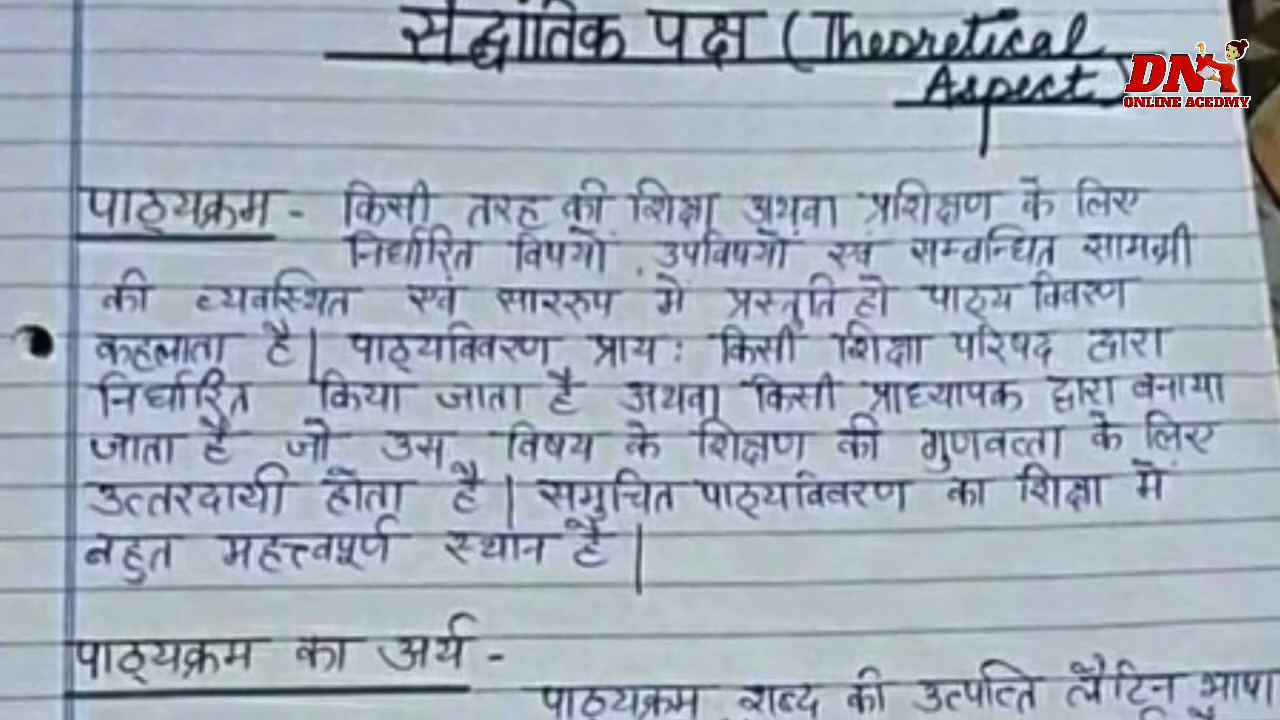 सैद्धांतिक पक्ष (Theoretical
Aspect)
DNA
ONLINE ACEDMY
पाठ्यक्रम - किसी तरह की शिक्षा अथवा प्रशिक्षण के लिए
निर्धारित विषयों, उपविषयों एवं सम्बन्धित सामग्री
की व्यवस्थित एवं साररुप में प्रस्तुति ही पाठ्य विवरण
कहलाता है| पाठ्यविवरण प्राय: किसी शिक्षा परिषद द्वारा
निर्धारित किया जाता है अथवा किसी प्राध्यापक द्वारा बनाया
जाता है जो उस विषय के शिक्षण की गुणवत्ता के लिए
उत्तरदायी होता है| समुचित पाठ्यविवरण का शिक्षा में
बहुत महत्त्वपूर्ण स्थान है|
पाठ्यक्रम का अर्थ -
पाठ्यक्रम शब्द की उत्पत्ति लैटिन भाषा